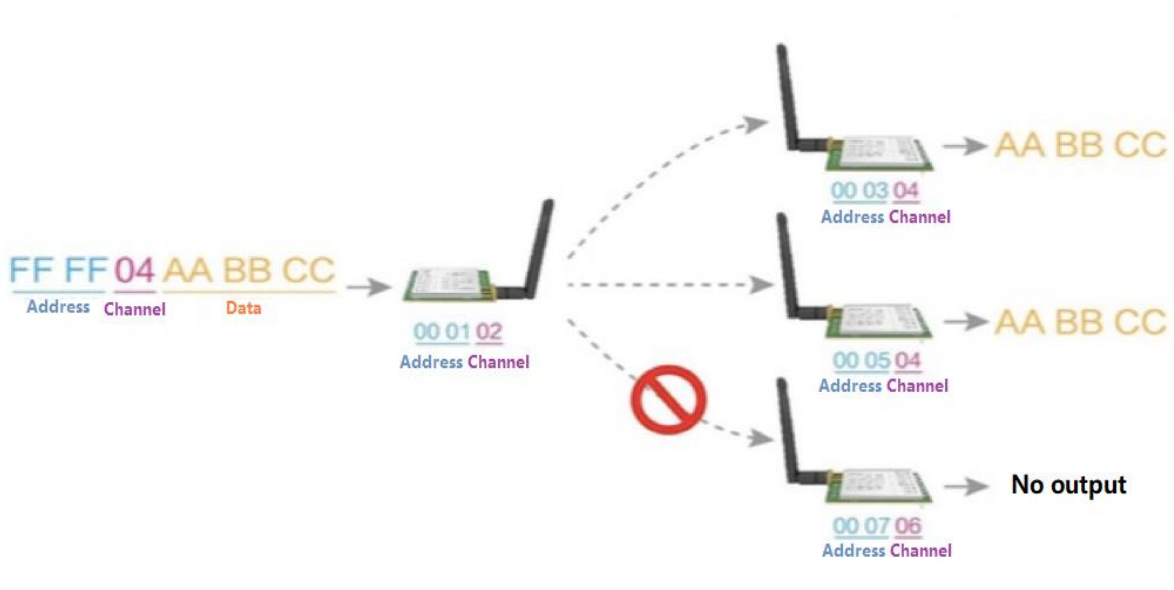 FF FF 04 AA BB CC
Address Channel Data
00 01 02
Address Channel
00 03 04
Address Channel
AA BB CC
00 05 04
Address Channel
AA BB CC
00 07 06
Address Channel
No output